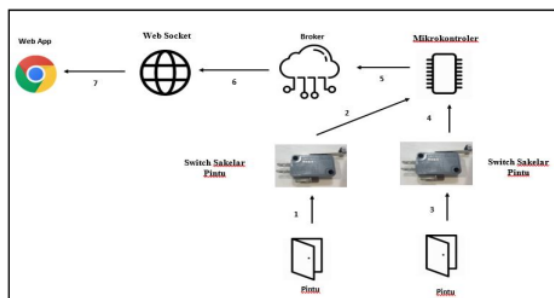 Web App
Web Socket
Broker
Mikrokontroler
7
6
5
2
4
Switch Sakelar
Pintu
Switch Sakelar
Pintu
1
3
Pintu
Pintu